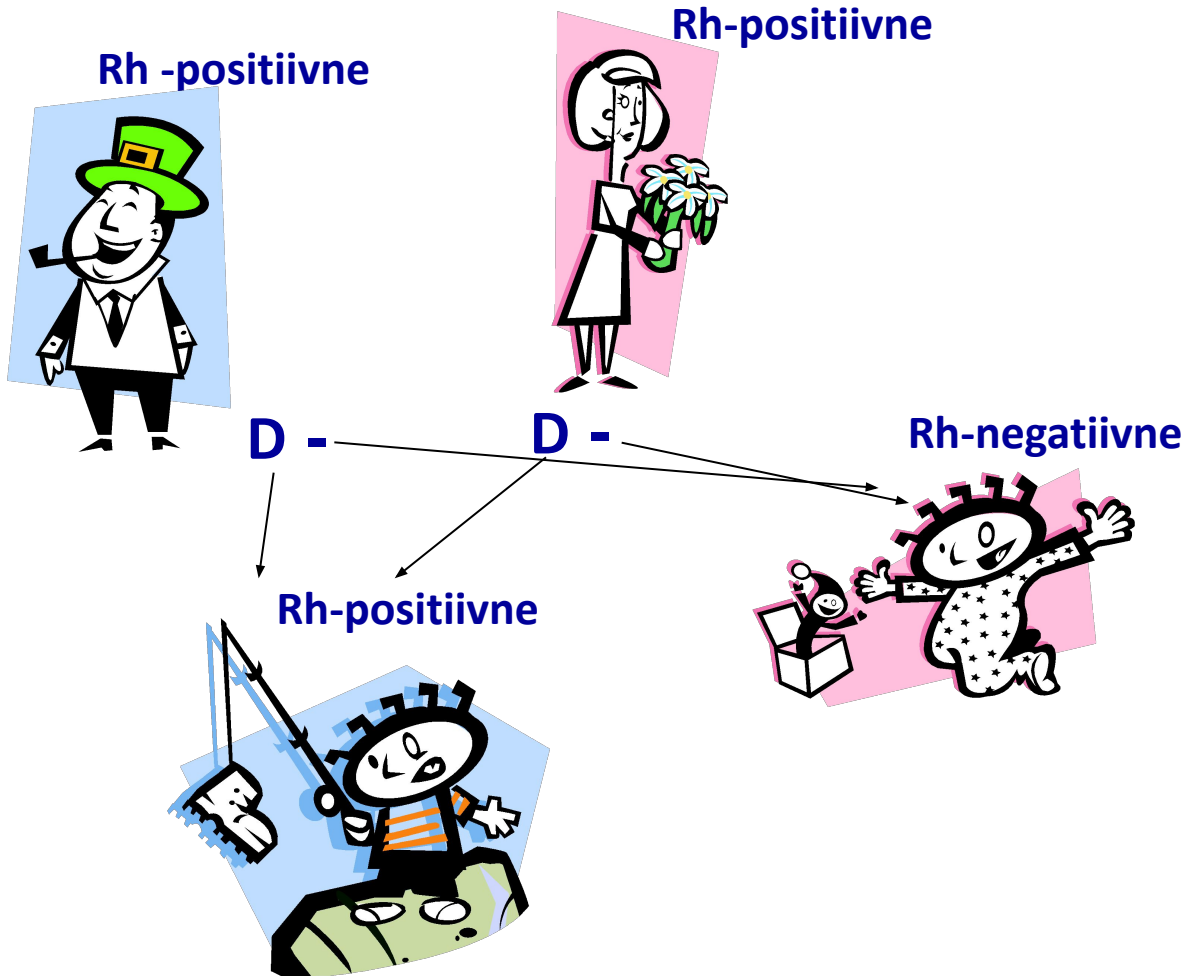 Rh -positiivne
Rh-positiivne
D -
D -
Rh-negatiivne
Rh-positiivne